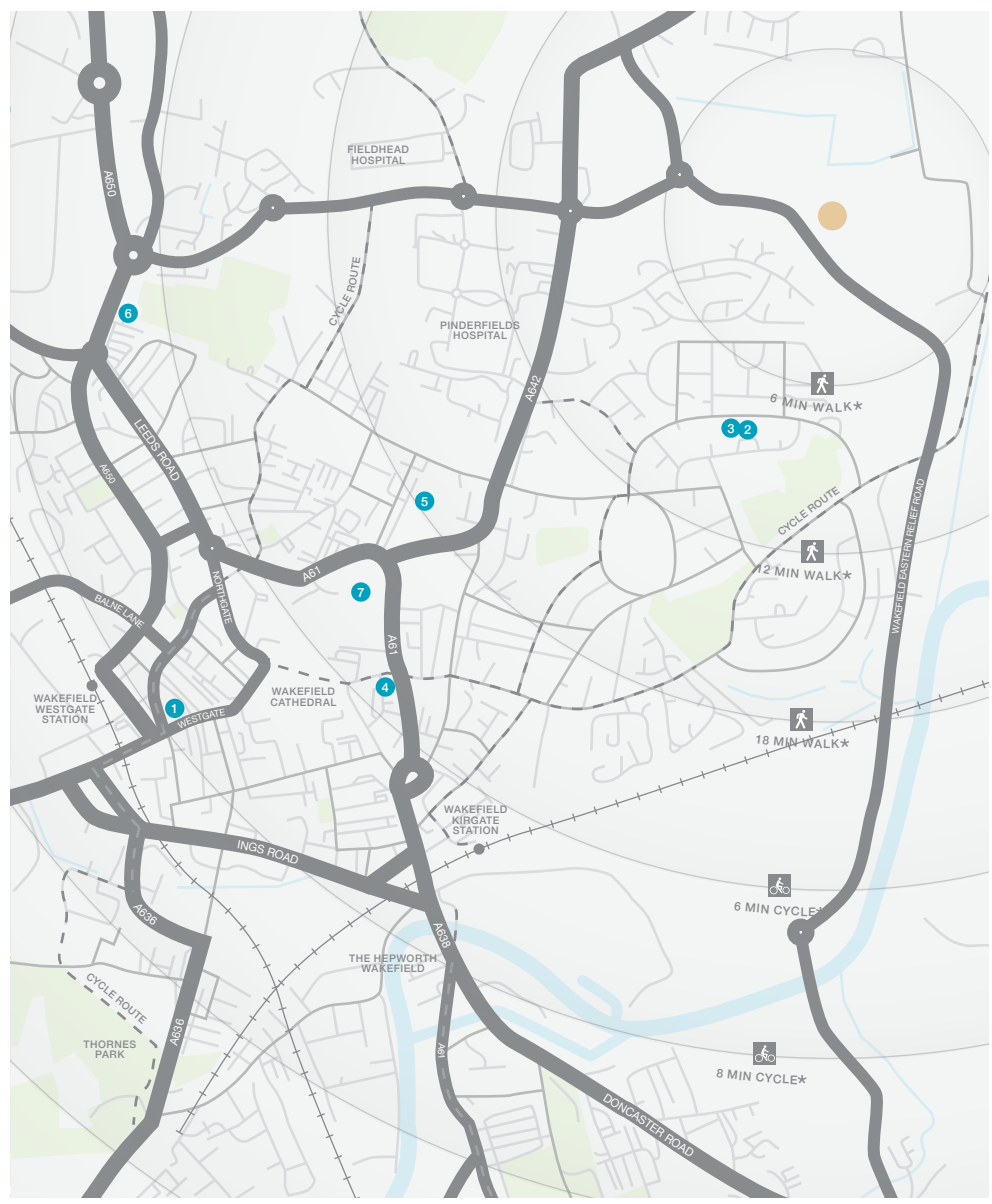 FIELDHEAD
HOSPITAL
A650
CYCLE ROUTE
6
PINDERFIELDS
HOSPITAL
A642
6 MIN WALK*
3
2
LEEDS ROAD
A650
5
CYCLE ROUTE
12 MIN WALK*
WAKEFIELD EASTERN RELIEF ROAD
A61
NORTHGATE
7
BALNE LANE
A61
WAKEFIELD
WESTGATE
STATION
1
WESTGATE
WAKEFIELD
CATHEDRAL
4
18 MIN WALK*
WAKEFIELD
KIRGATE
STATION
INGS ROAD
6 MIN CYCLE*
A636
A638
THE HEPWORTH
WAKEFIELD
CYCLE ROUTE
A636
THORNES
PARK
A61
8 MIN CYCLE*
DONCASTER ROAD